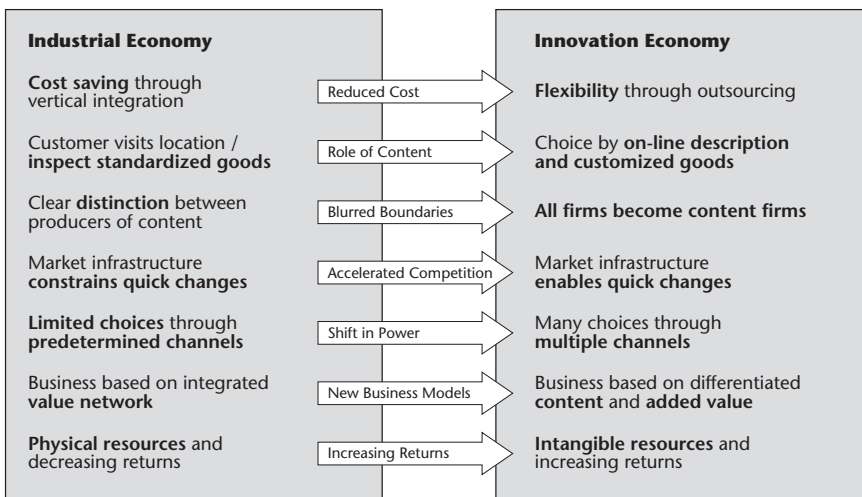 Industrial Economy
Innovation Economy
Cost saving through
vertical integration
Reduced Cost
Flexibility through outsourcing
Customer visits location /
inspect standardized goods
Role of Content
Choice by on-line description
and customized goods
Clear distinction between
producers of content
Blurred Boundaries
All firms become content firms
Market infrastructure
constrains quick changes
Accelerated Competition
Market infrastructure
enables quick changes
Limited choices through
predetermined channels
Shift in Power
Many choices through
multiple channels
Business based on integrated
value network
New Business Models
Business based on differentiated
content and added value
Physical resources and
decreasing returns
Increasing Returns
Intangible resources and
increasing returns